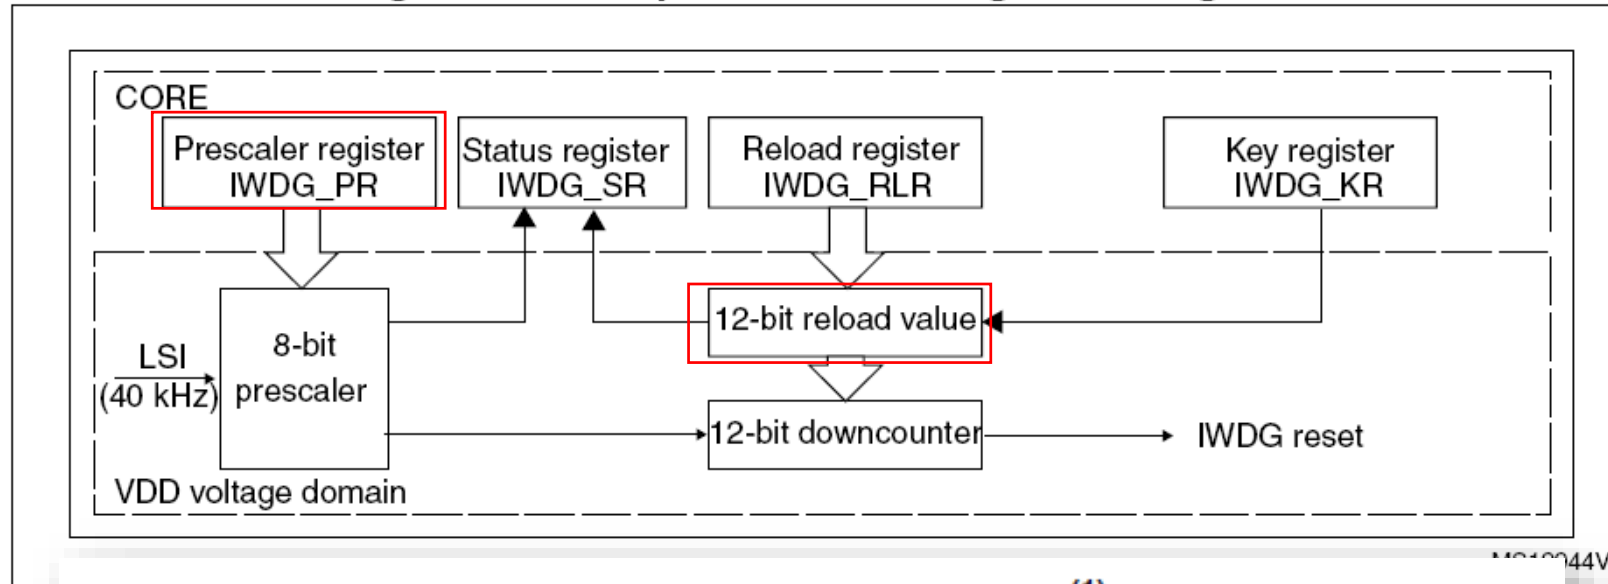 CORE
Prescaler register
IWDG_PR
Status register
IWDG_SR
Reload register
IWDG_RLR
Key register
IWDG_KR
LSI
(40 kHz)
8-bit
prescaler
12-bit reload value
12-bit downcounter
IWDG reset
VDD voltage domain
(1)